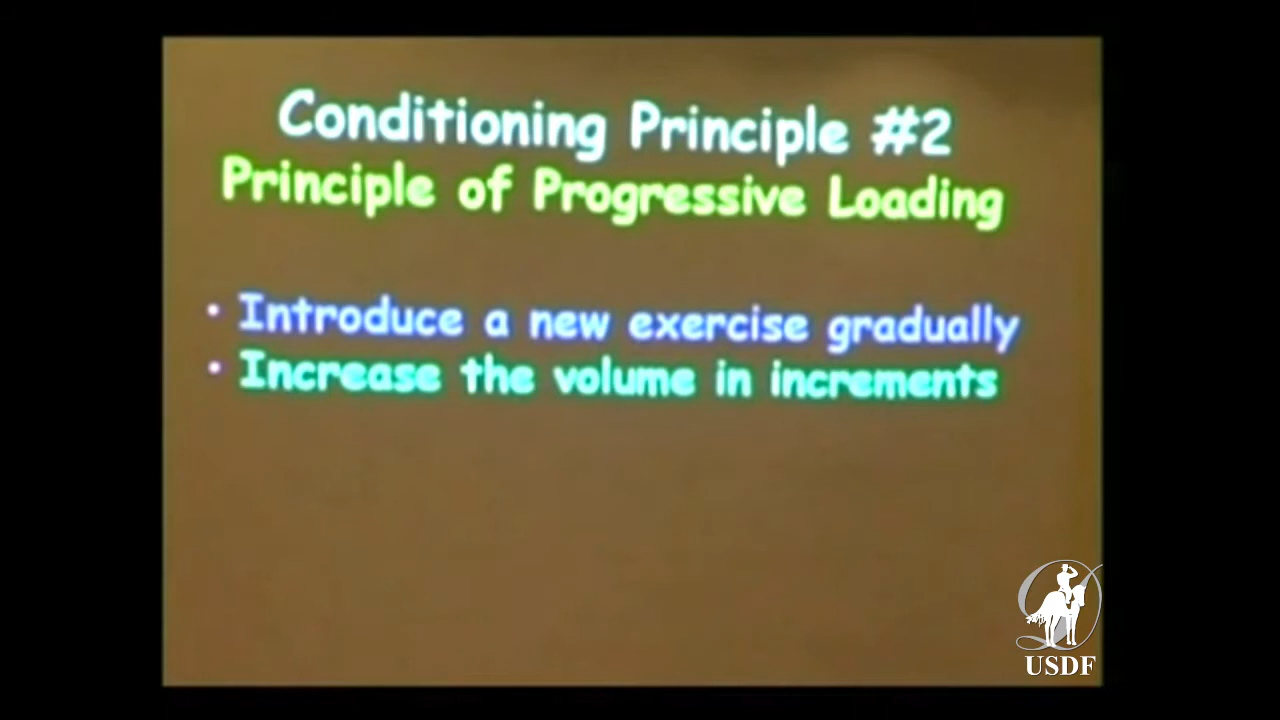 Conditioning Principle #2
Principle of Progressive Loading
• Introduce a new exercise gradually
• Increase the volume in increments
USDF